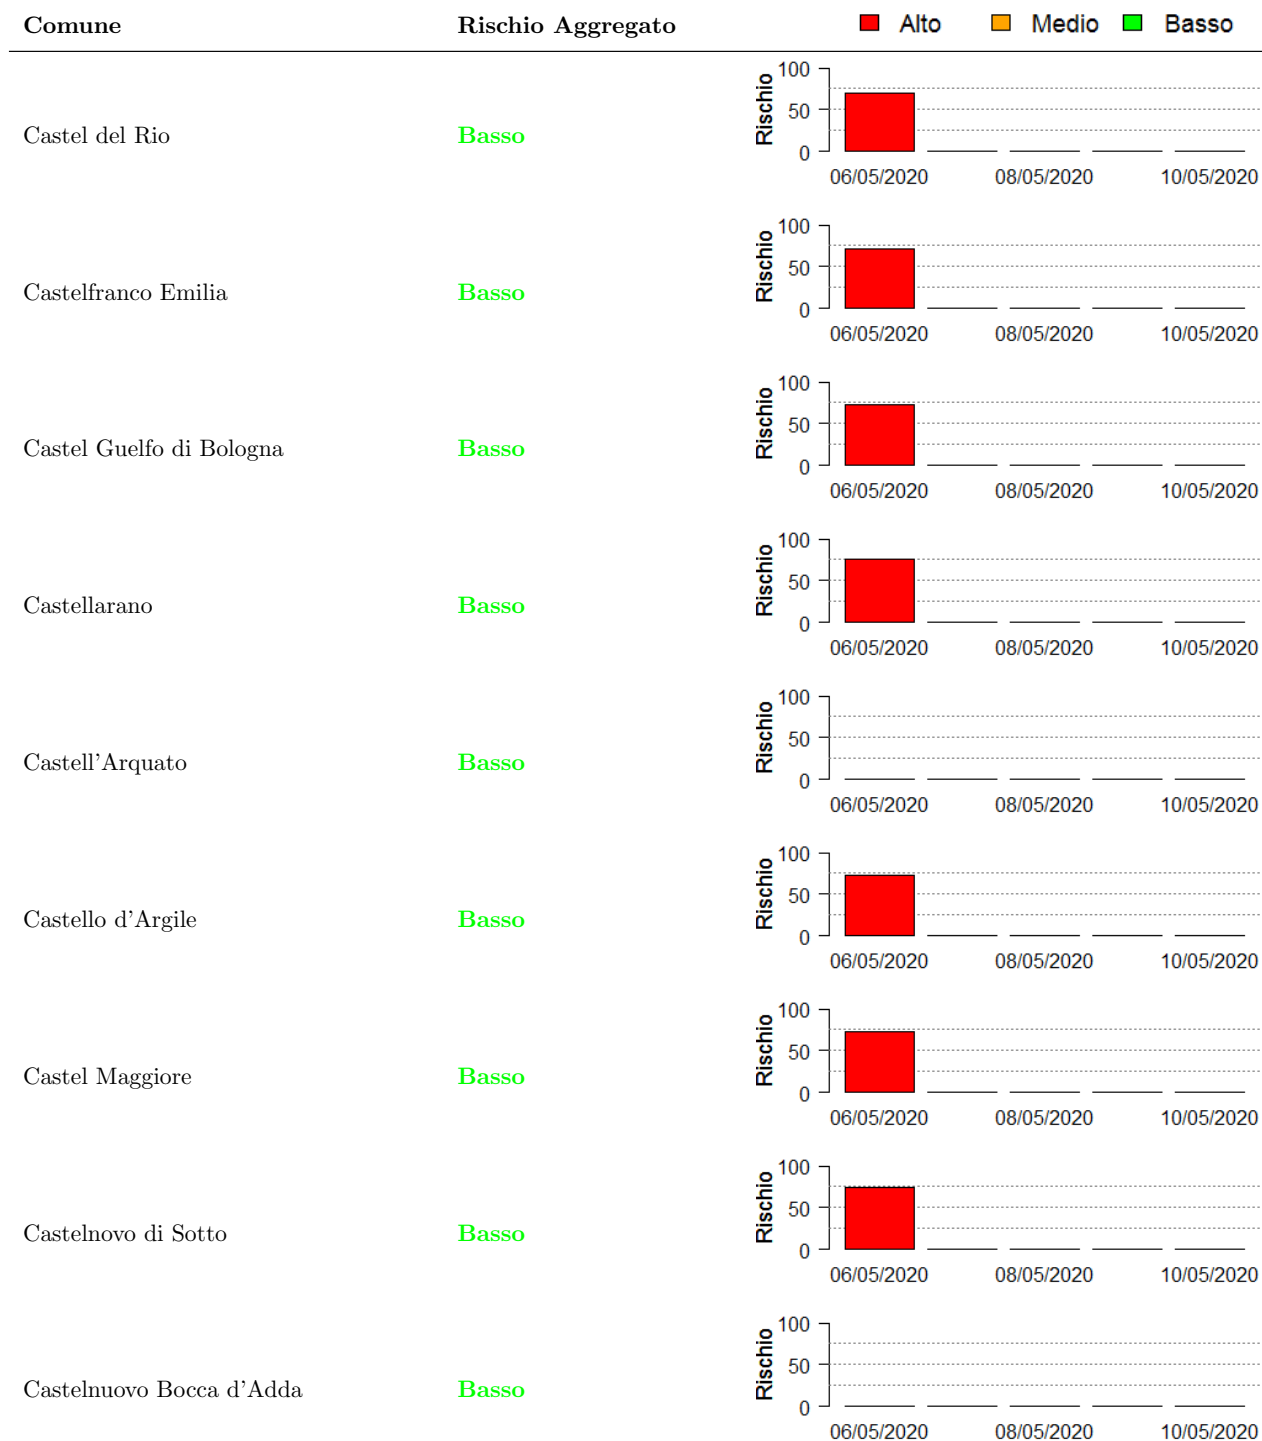 Comune Rischio Aggregato Alto Medio Basso
Castel del Rio Basso
Rischio
100
50
0
06/05/2020 08/05/2020 10/05/2020
Castelfranco Emilia Basso
Rischio
100
50
0
06/05/2020 08/05/2020 10/05/2020
Castel Guelfo di Bologna Basso
Rischio
100
50
0
06/05/2020 08/05/2020 10/05/2020
Castellarano Basso
Rischio
100
50
0
06/05/2020 08/05/2020 10/05/2020
Castell'Arquato Basso
Rischio
100
50
0
06/05/2020 08/05/2020 10/05/2020
Castello d'Argile Basso
Rischio
100
50
0
06/05/2020 08/05/2020 10/05/2020
Castel Maggiore Basso
Rischio
100
50
0
06/05/2020 08/05/2020 10/05/2020
Castelnovo di Sotto Basso
Rischio
100
50
0
06/05/2020 08/05/2020 10/05/2020
Castelnuovo Bocca d'Adda Basso
Rischio
100
50
0
06/05/2020 08/05/2020 10/05/2020